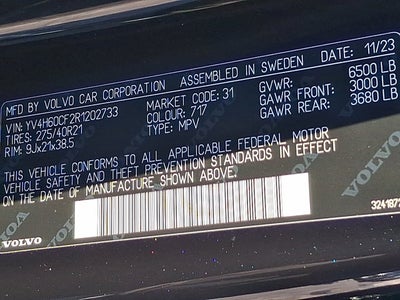 MFD BY VOLVO CAR CORPORATION ASSEMBLED IN SWEDEN DATE: 11/23
VIN: YV4H60CF2R1202733 MARKET CODE: 31 GVWR: 6500 LB
TIRES: 275/40R21 COLOUR: 717 GAWR FRONT: 3000 LB
RIM: 9Jx21x38.5 TYPE: MPV GAWR REAR: 3680 LB
THIS VEHICLE CONFORMS TO ALL APPLICABLE FEDERAL MOTOR
VEHICLE SAFETY AND THEFT PREVENTION STANDARDS IN EFFECT
ON THE DATE OF MANUFACTURE SHOWN ABOVE.
VOLVO